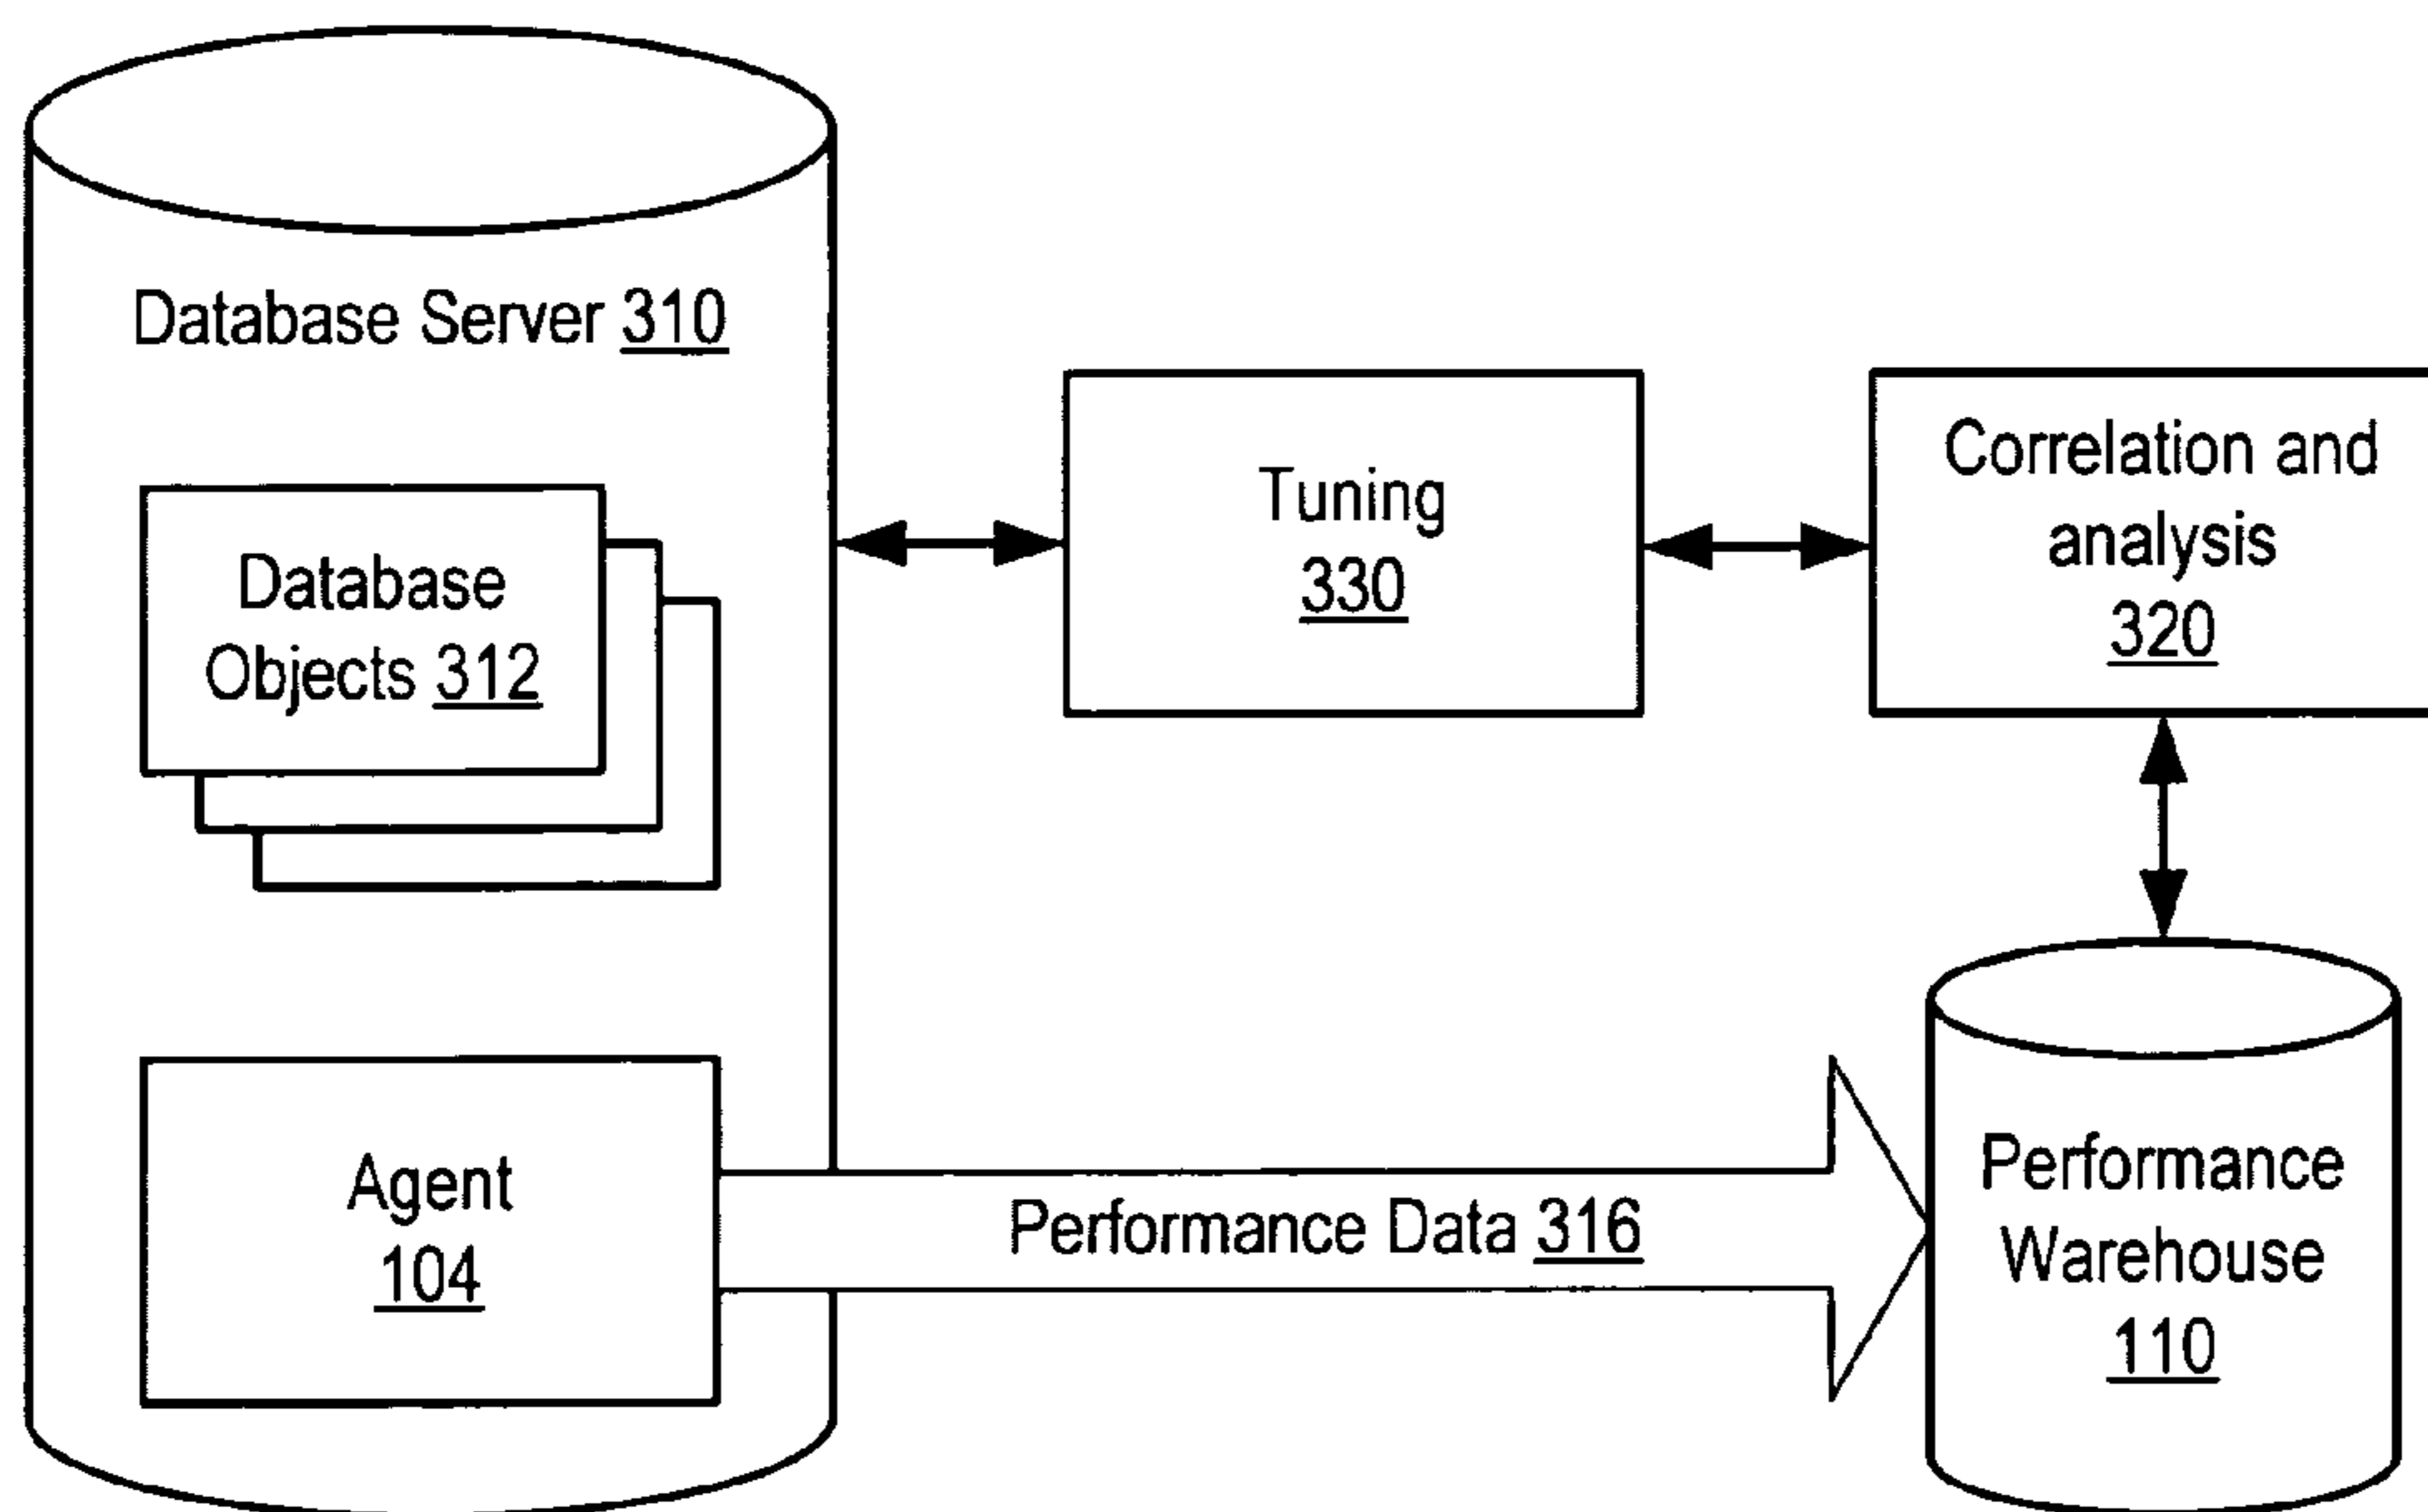 Database Server 310
Database
Objects 312
Tuning
330
Correlation and
analysis
320
Agent
104
Performance Data 316
Performance
Warehouse
110